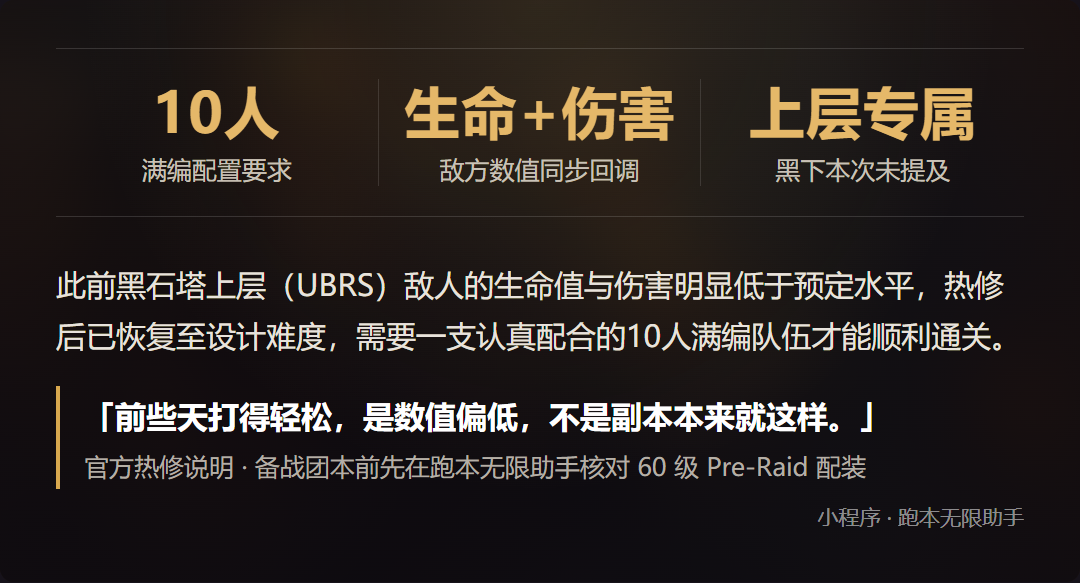 10人
满编配置要求
生命+伤害
敌方数值同步回调
上层专属
黑下本次未提及
此前黑石塔上层（UBRS）敌人的生命值与伤害明显低于预定水平，热修
后已恢复至设计难度，需要一支认真配合的10人满编队伍才能顺利通关。
「前些天打得轻松，是数值偏低，不是副本本来就这样。」
官方热修说明 · 备战团本前先在跑本无限助手核对 60 级 Pre-Raid 配装
小程序 · 跑本无限助手